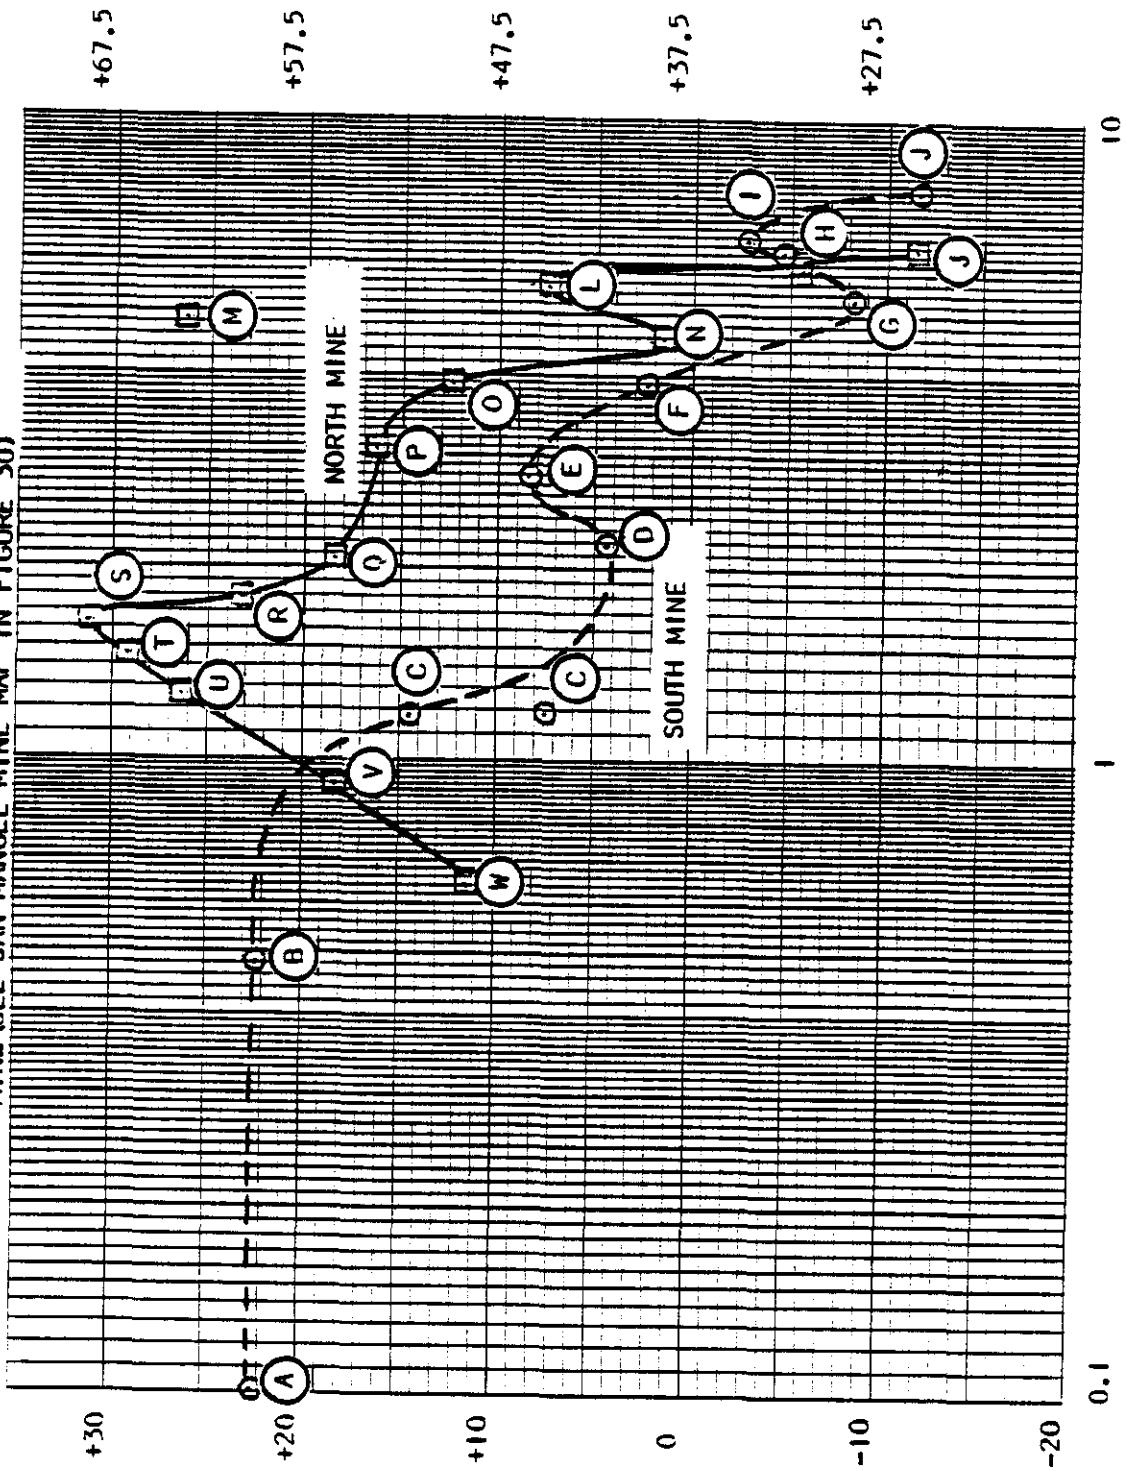 (SEE SAN MANUEL MINE MAP IN FIGURE 30)
+67.5
+57.5
+47.5
+37.5
+27.5
+30
+20
+10
0
-10
-20
0.1
1
10
NORTH MINE
SOUTH MINE
A
B
C
C
D
E
F
G
H
I
J
J
L
M
N
O
P
Q
R
S
T
U
V
W